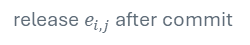 release e_{i,j} after commit